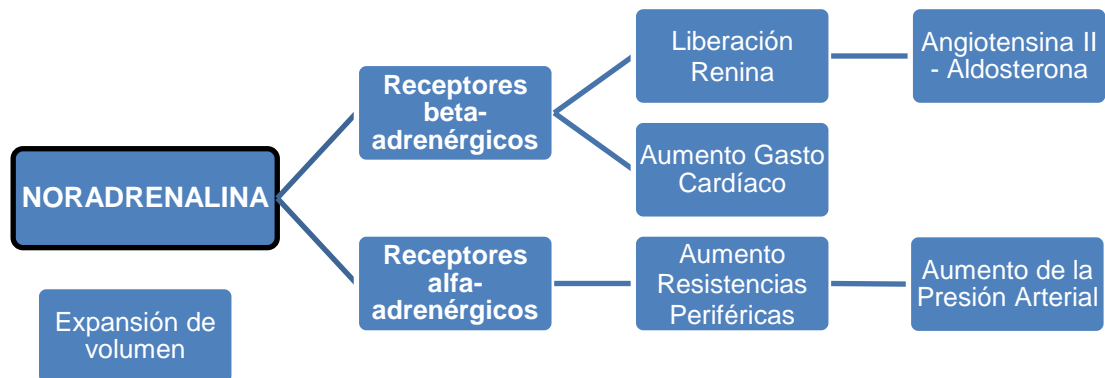 NORADRENALINA
Receptores
beta-
adrenérgicos
Liberación
Renina
Angiotensina II
- Aldosterona
Aumento Gasto
Cardíaco
Receptores
alfa-
adrenérgicos
Aumento
Resistencias
Periféricas
Aumento de la
Presión Arterial
Expansión de
volumen